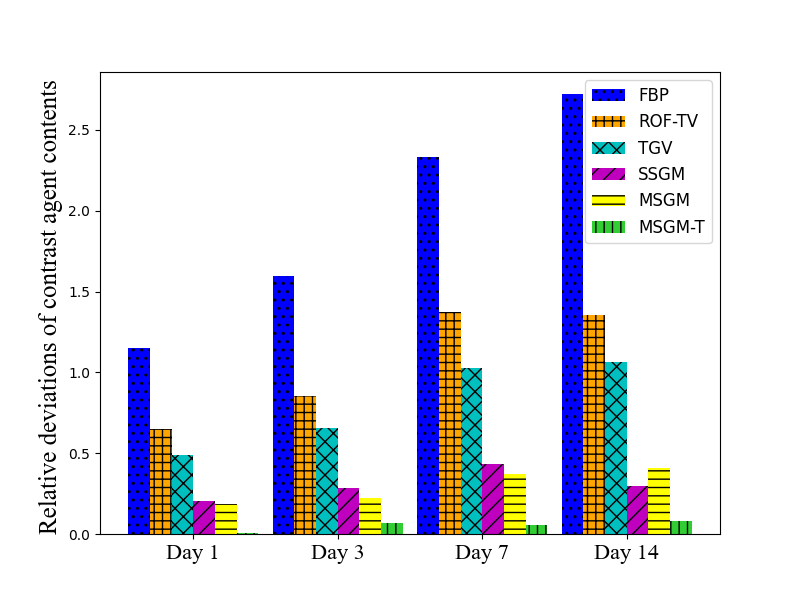 Relative deviations of contrast agent contents
2.5
2.0
1.5
1.0
0.5
0.0
FBP
ROF-TV
TGV
SSGM
MSGM
MSGM-T
Day 1
Day 3
Day 7
Day 14